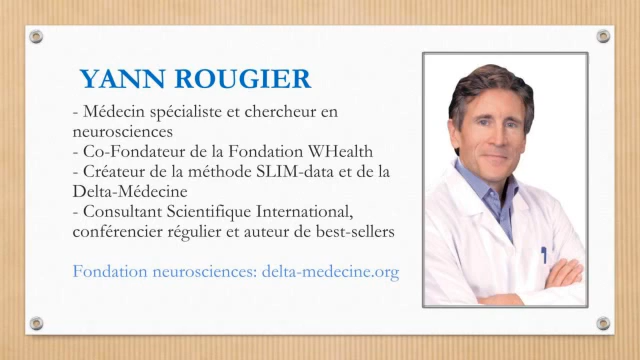 YANN ROUGIER
- Médecin spécialiste et chercheur en
neurosciences
- Co-Fondateur de la Fondation WHealth
- Créateur de la méthode SLIM-data et de la
Delta-Médecine
- Consultant Scientifique International,
conférencier régulier et auteur de best-sellers
Fondation neurosciences: delta-medecine.org